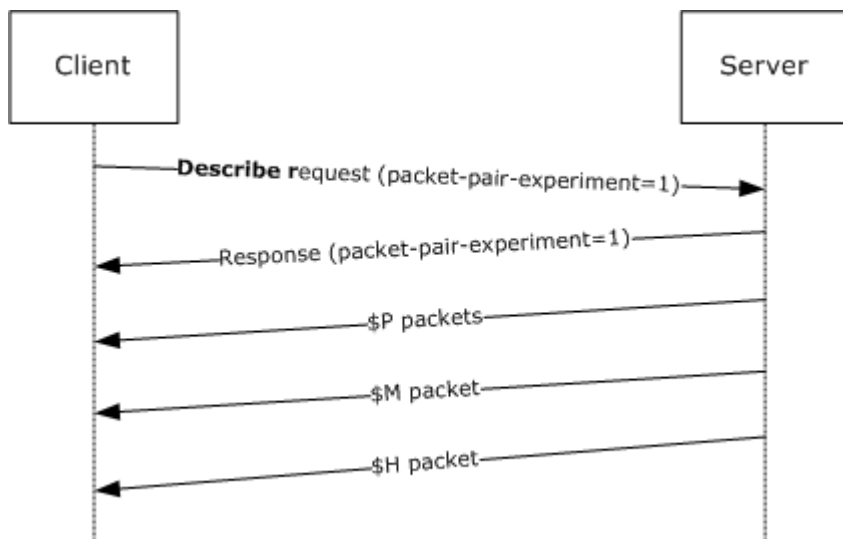 Client
Server
Describe request (packet-pair-experiment=1)
Response (packet-pair-experiment=1)
$P packets
$M packet
$H packet